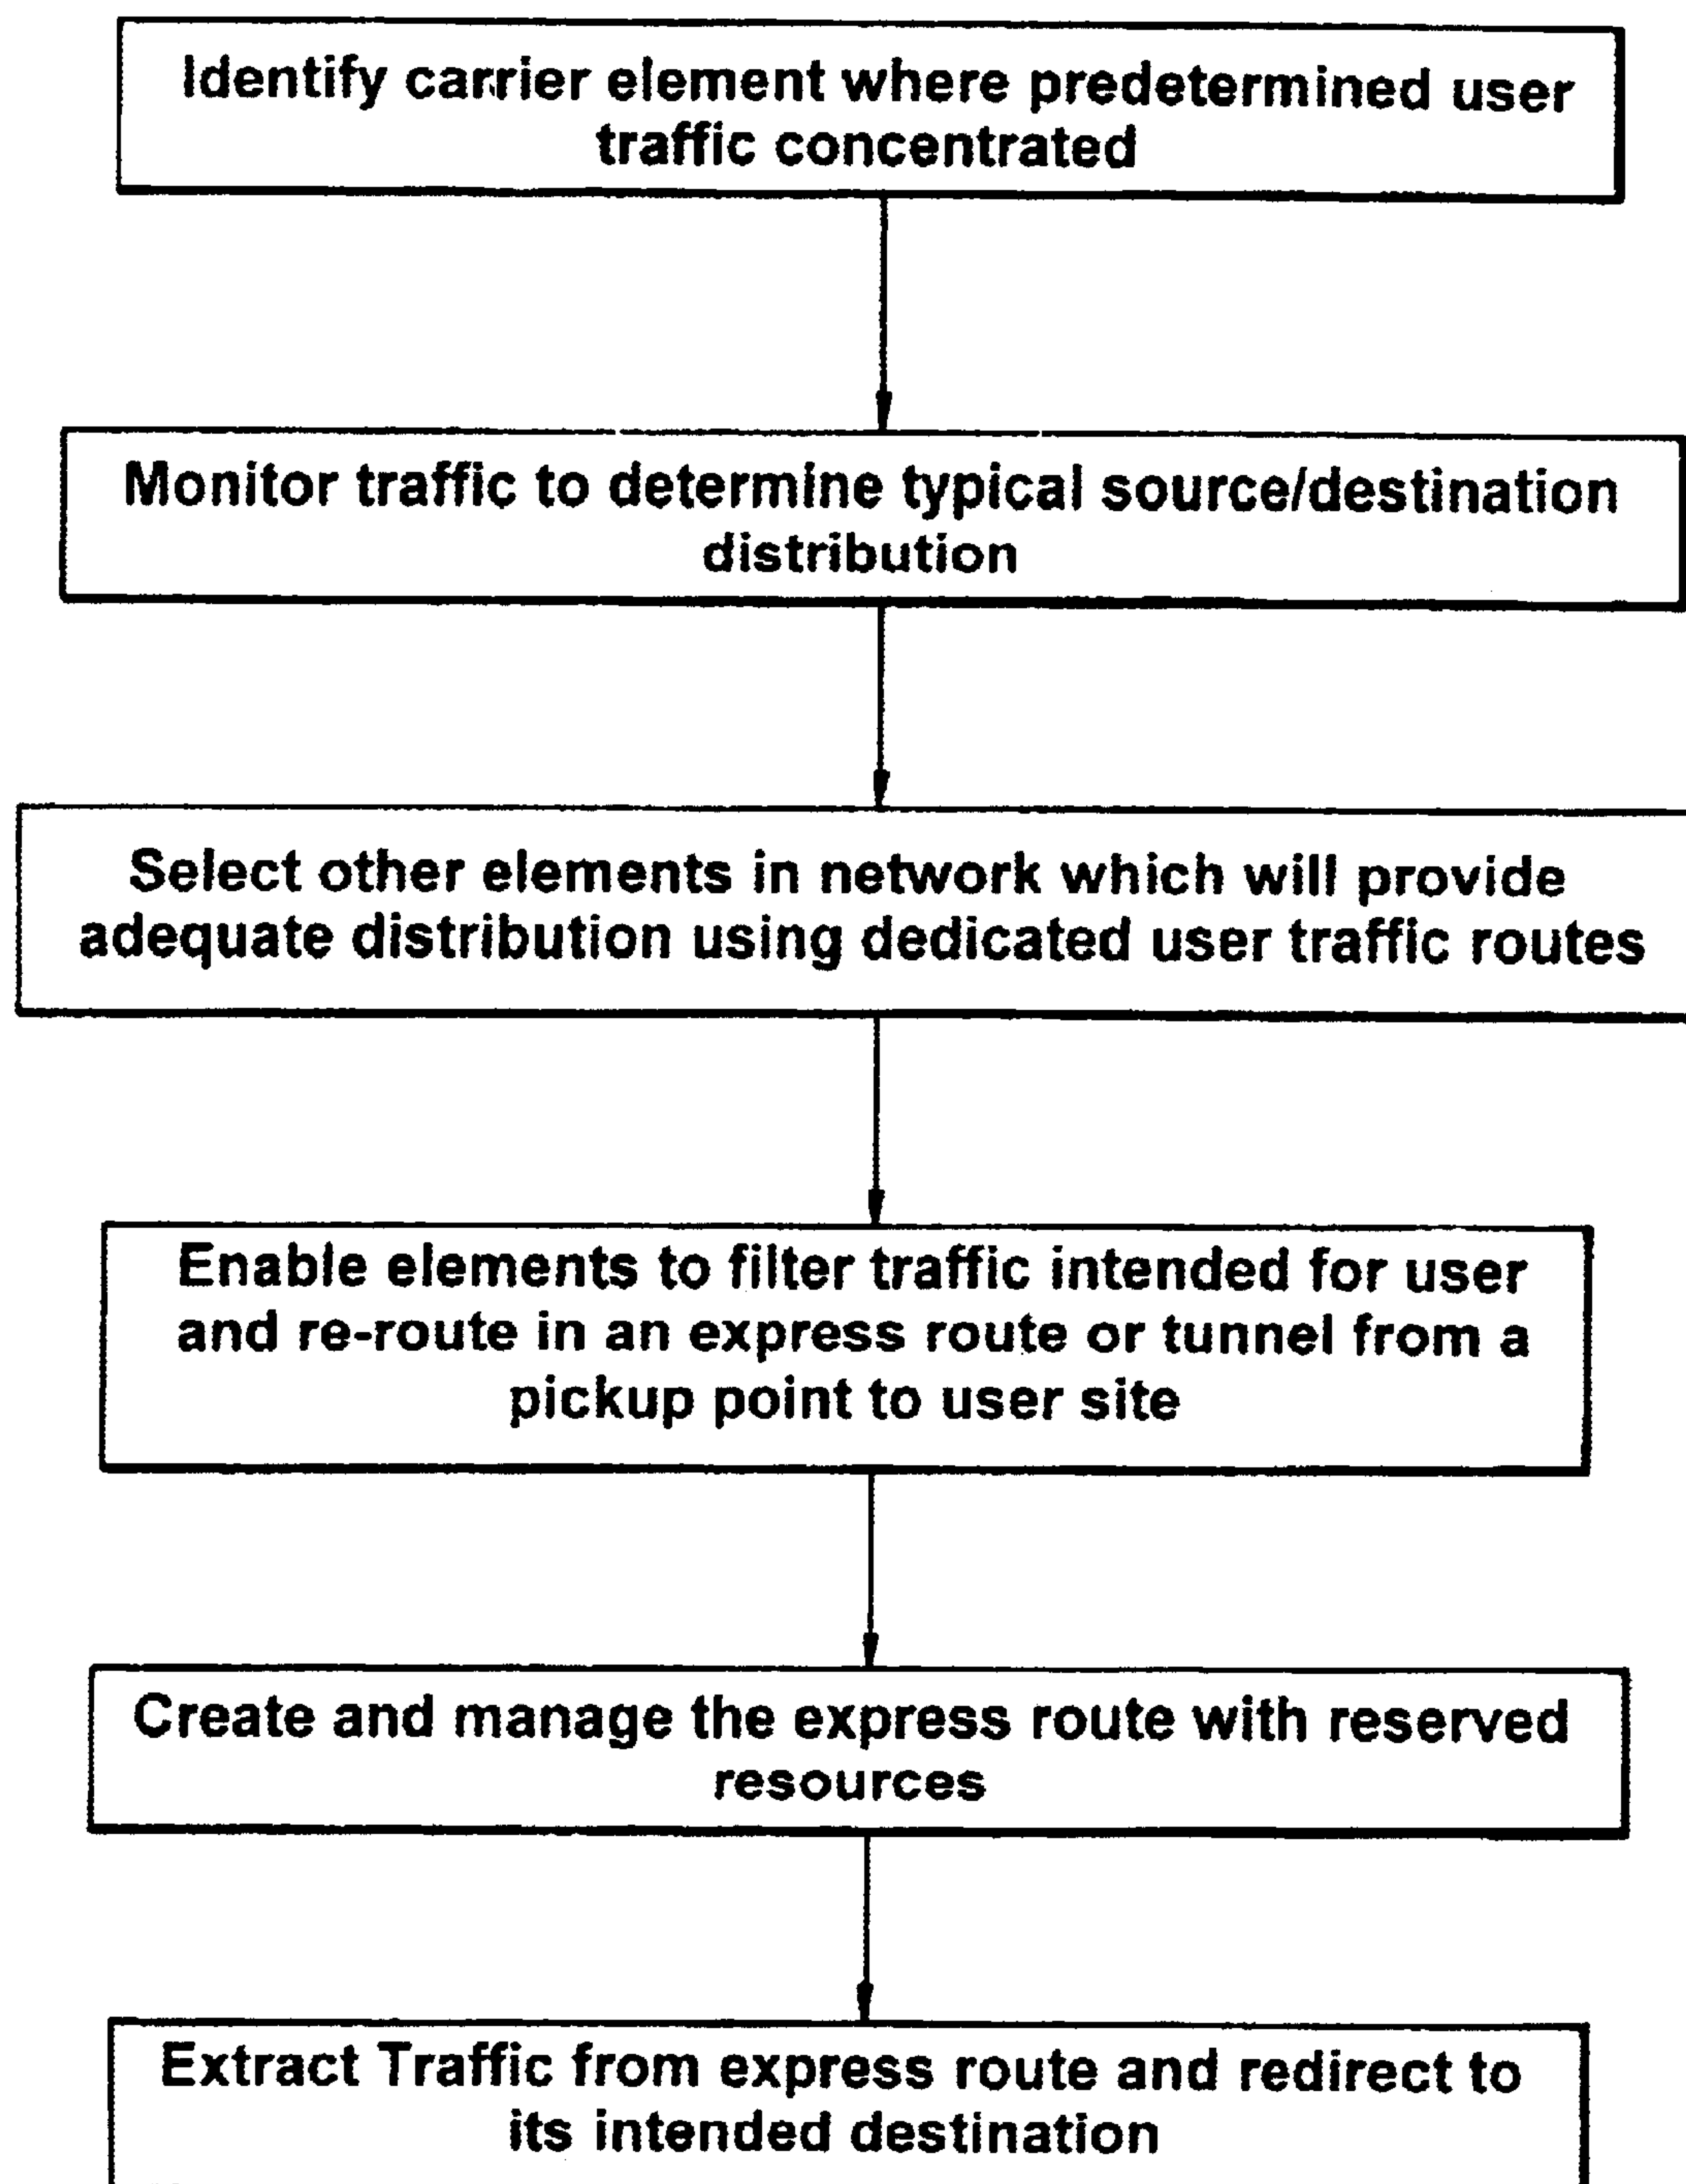 Identify carrier element where predetermined user
traffic concentrated
Monitor traffic to determine typical source/destination
distribution
Select other elements in network which will provide
adequate distribution using dedicated user traffic routes
Enable elements to filter traffic intended for user
and re-route in an express route or tunnel from a
pickup point to user site
Create and manage the express route with reserved
resources
Extract Traffic from express route and redirect to
its intended destination